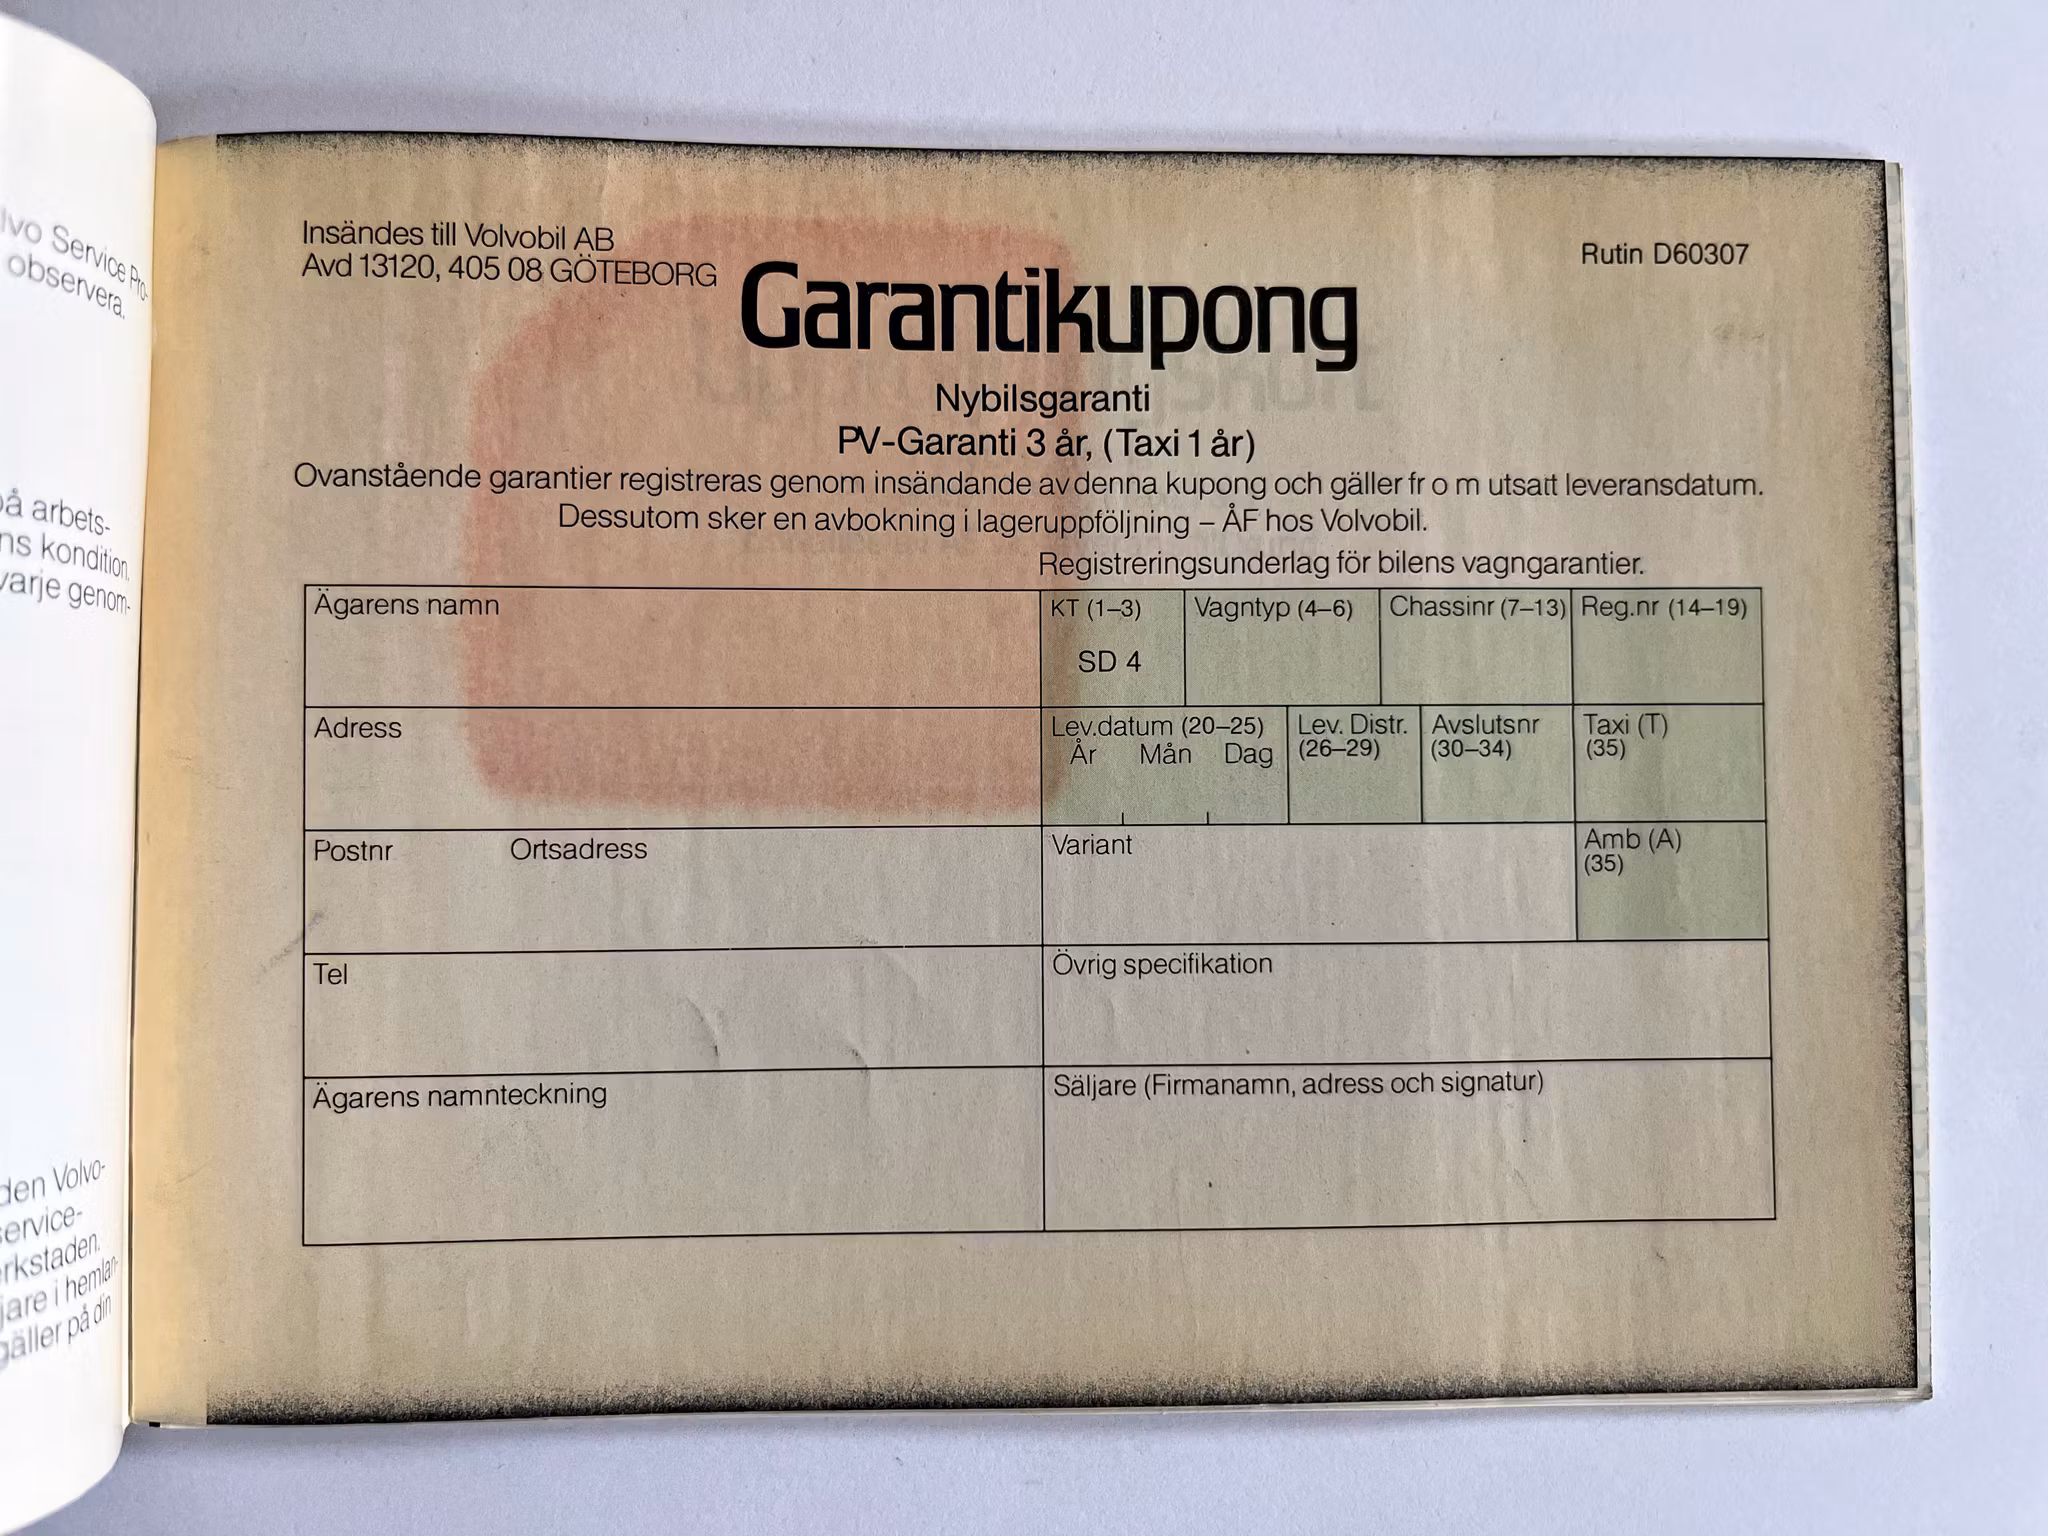 lvo Service Pro-
observera.
på arbets-
ns kondition.
varje genom-
den Volvo-
service-
rkstaden.
jare i hemlan-
gäller på din
Insändes till Volvobil AB
Avd 13120, 405 08 GÖTEBORG
Rutin D60307
Garantikupong
Nybilsgaranti
PV-Garanti 3 år, (Taxi 1 år)
Ovanstående garantier registreras genom insändande av denna kupong och gäller fr o m utsatt leveransdatum.
Dessutom sker en avbokning i lageruppföljning – ÅF hos Volvobil.
Registreringsunderlag för bilens vagngarantier.
Ägarens namn
KT (1–3) Vagntyp (4–6) Chassinr (7–13) Reg.nr (14–19)
SD 4
Adress
Lev.datum (20–25) Lev. Distr. Avslutsnr Taxi (T)
År Mån Dag (26–29) (30–34) (35)
Postnr Ortsadress
Variant Amb (A)
(35)
Tel
Övrig specifikation
Ägarens namnteckning
Säljare (Firmanamn, adress och signatur)